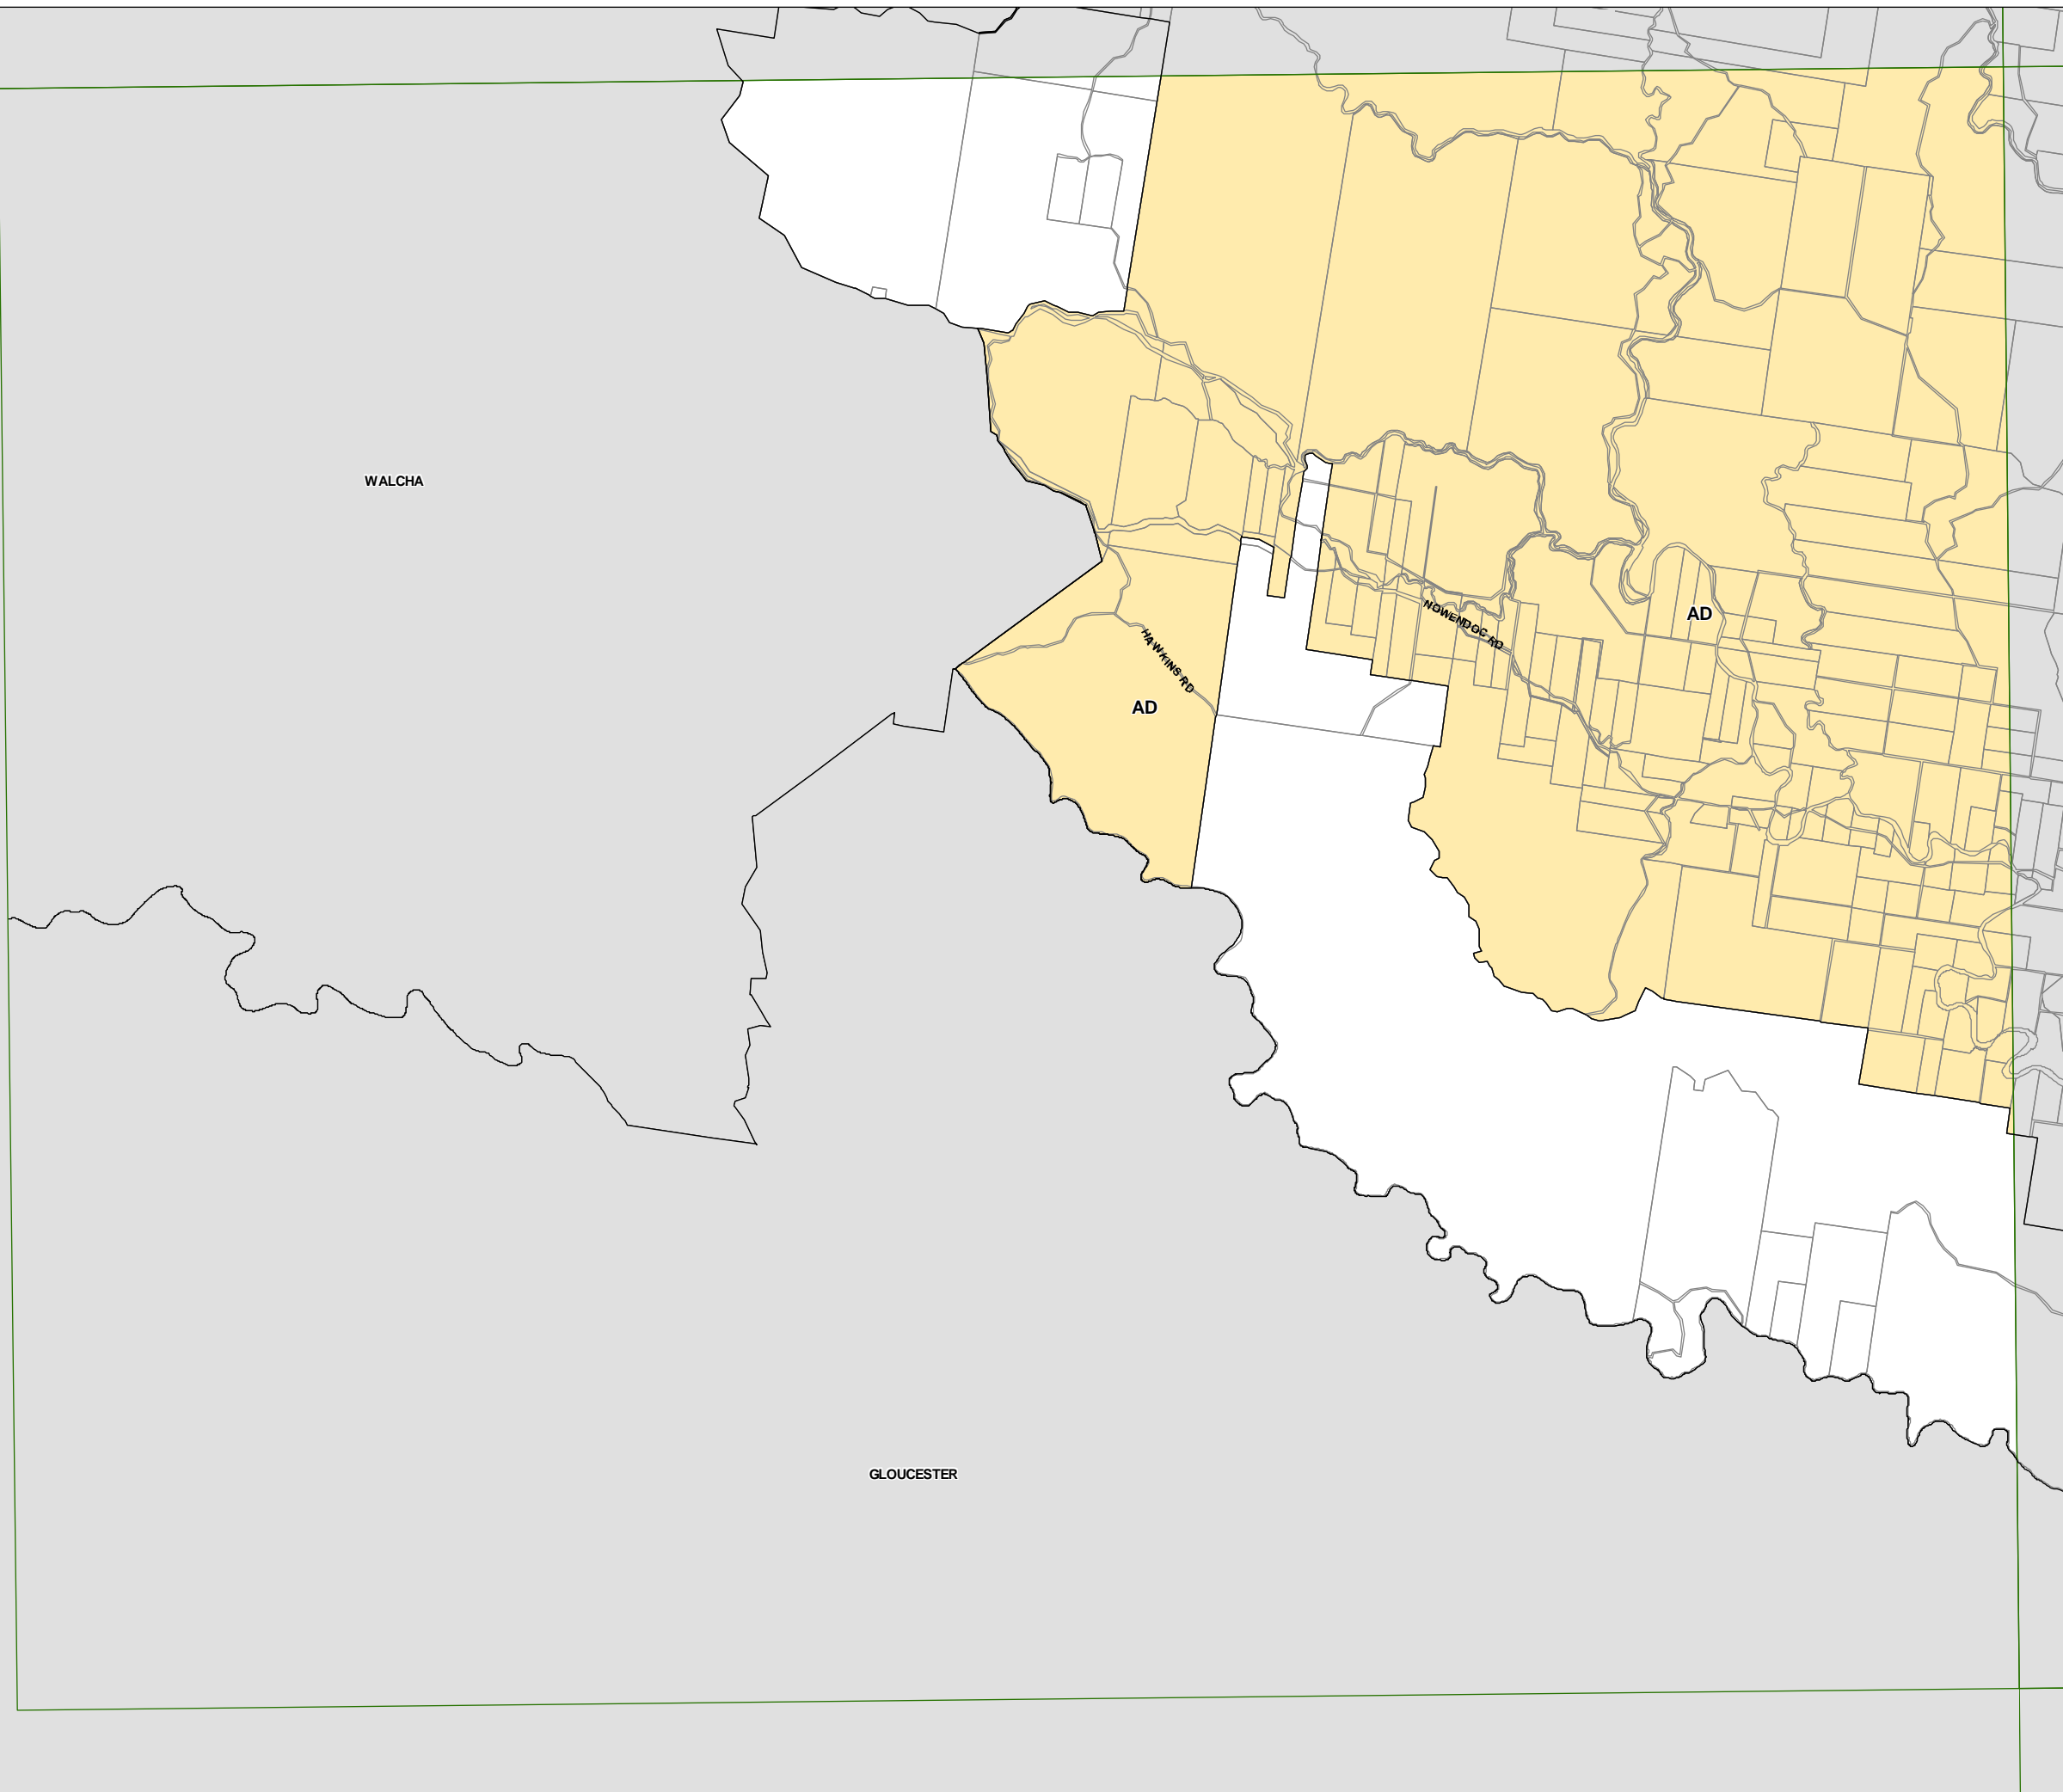 WALCHA
NOWENDOC RD
AD
HAWKINS RD
AD
GLOUCESTER